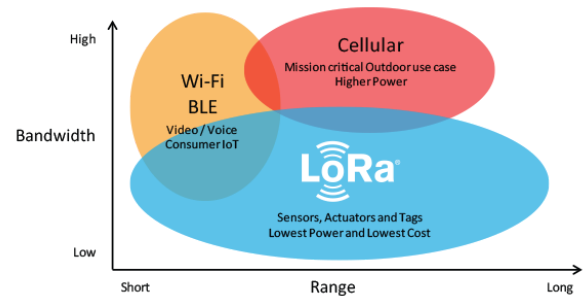 High
Bandwidth
Low
Wi-Fi
BLE
Video / Voice
Consumer IoT
Cellular
Mission critical Outdoor use case
Higher Power
LoRa®
Sensors, Actuators and Tags
Lowest Power and Lowest Cost
Short
Range
Long